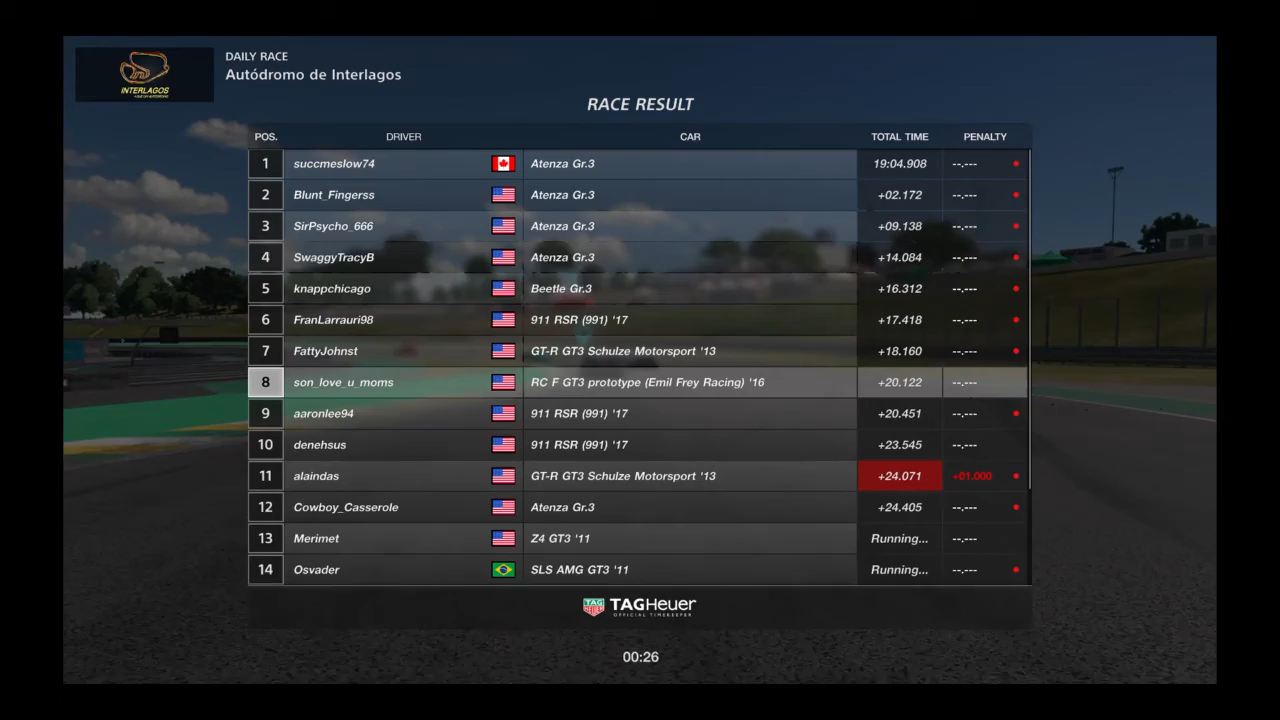 DAILY RACE
Autódromo de Interlagos
INTERLAGOS
RACE RESULT
POS. DRIVER CAR TOTAL TIME PENALTY
1 succmeslow74 Atenza Gr.3 19:04.908 --.---
2 Blunt_Fingerss Atenza Gr.3 +02.172 --.---
3 SirPsycho_666 Atenza Gr.3 +09.138 --.---
4 SwaggyTracyB Atenza Gr.3 +14.084 --.---
5 knappchicago Beetle Gr.3 +16.312 --.---
6 FranLarrauri98 911 RSR (991) '17 +17.418 --.---
7 FattyJohnst GT-R GT3 Schulze Motorsport '13 +18.160 --.---
8 son_love_u_moms RC F GT3 prototype (Emil Frey Racing) '16 +20.122 --.---
9 aaronlee94 911 RSR (991) '17 +20.451 --.---
10 denehsus 911 RSR (991) '17 +23.545 --.---
11 alaindas GT-R GT3 Schulze Motorsport '13 +24.071 +01.000
12 Cowboy_Casserole Atenza Gr.3 +24.405 --.---
13 Merimet Z4 GT3 '11 Running... --.---
14 Osvader SLS AMG GT3 '11 Running... --.---
TAG HEUER TAGHeuer
OFFICIAL TIMEKEEPER
00:26